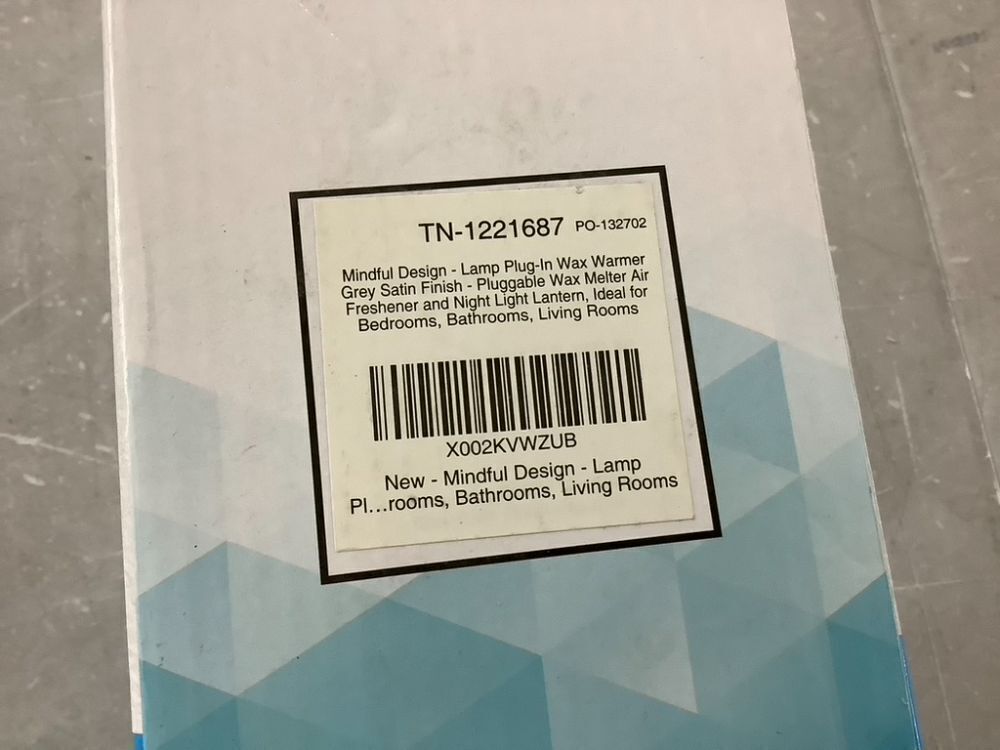 TN-1221687 PO-132702
Mindful Design - Lamp Plug-In Wax Warmer
Grey Satin Finish - Pluggable Wax Melter Air
Freshener and Night Light Lantern, Ideal for
Bedrooms, Bathrooms, Living Rooms
X002KVWZUB
New - Mindful Design - Lamp
Pl...rooms, Bathrooms, Living Rooms